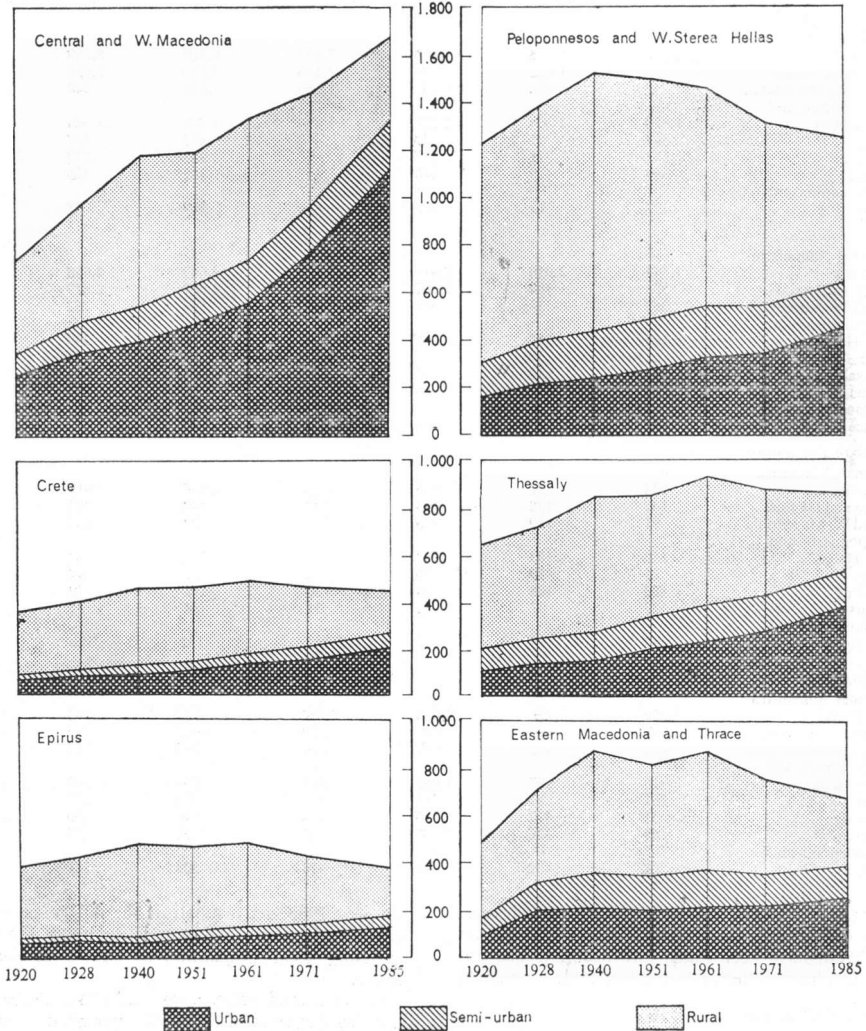 Central and W. Macedonia
1.800
1.600
1.400
1.200
1.000
800
600
400
200
0
Peloponnesos and W. Sterea Hellas
Crete
1.000
800
600
400
200
0
Thessaly
Epirus
1.000
800
600
400
200
0
Eastern Macedonia and Thrace
1920 1928 1940 1951 1961 1971 1985 1920 1928 1940 1951 1961 1971 1985
Urban Semi-urban Rural